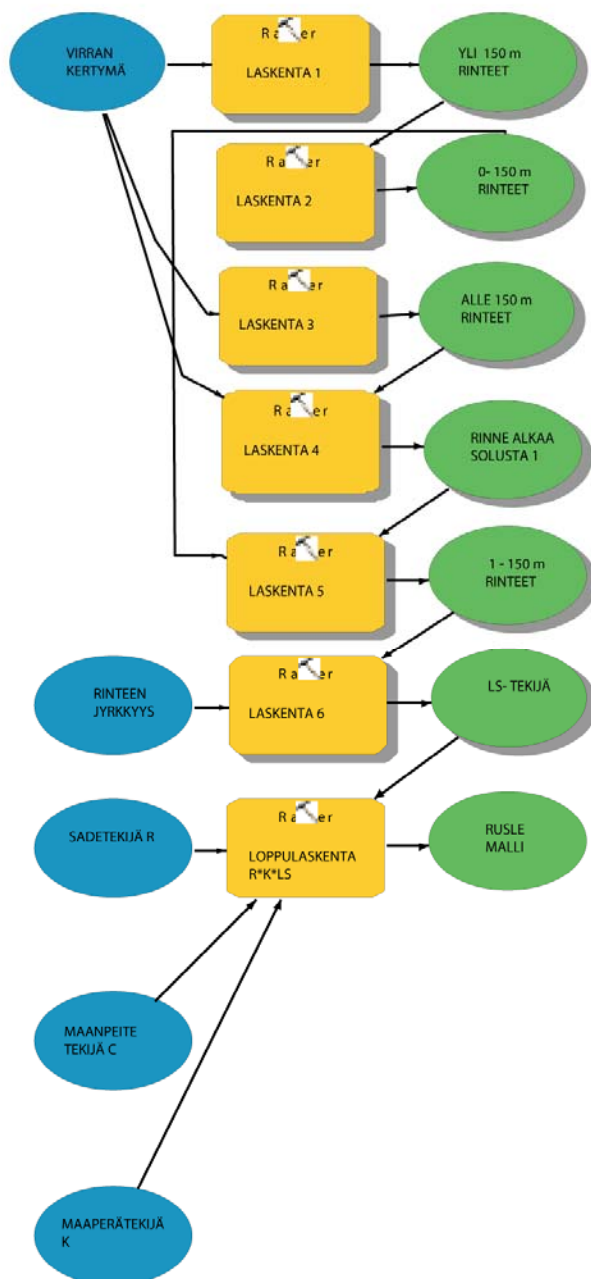 VIRRAN
KERTYMÄ
LASKENTA 1
YLI 150 m
RINTEET
LASKENTA 2
0- 150 m
RINTEET
LASKENTA 3
ALLE 150 m
RINTEET
LASKENTA 4
RINNE ALKAA
SOLUSTA 1
LASKENTA 5
1 - 150 m
RINTEET
RINTEEN
JYRKKYYS
LASKENTA 6
LS- TEKIJÄ
SADETEKIJÄ R
LOPPULASKENTA
R*K*LS
RUSLE
MALLI
MAANPEITE
TEKIJÄ C
MAAPERÄTEKIJÄ
K